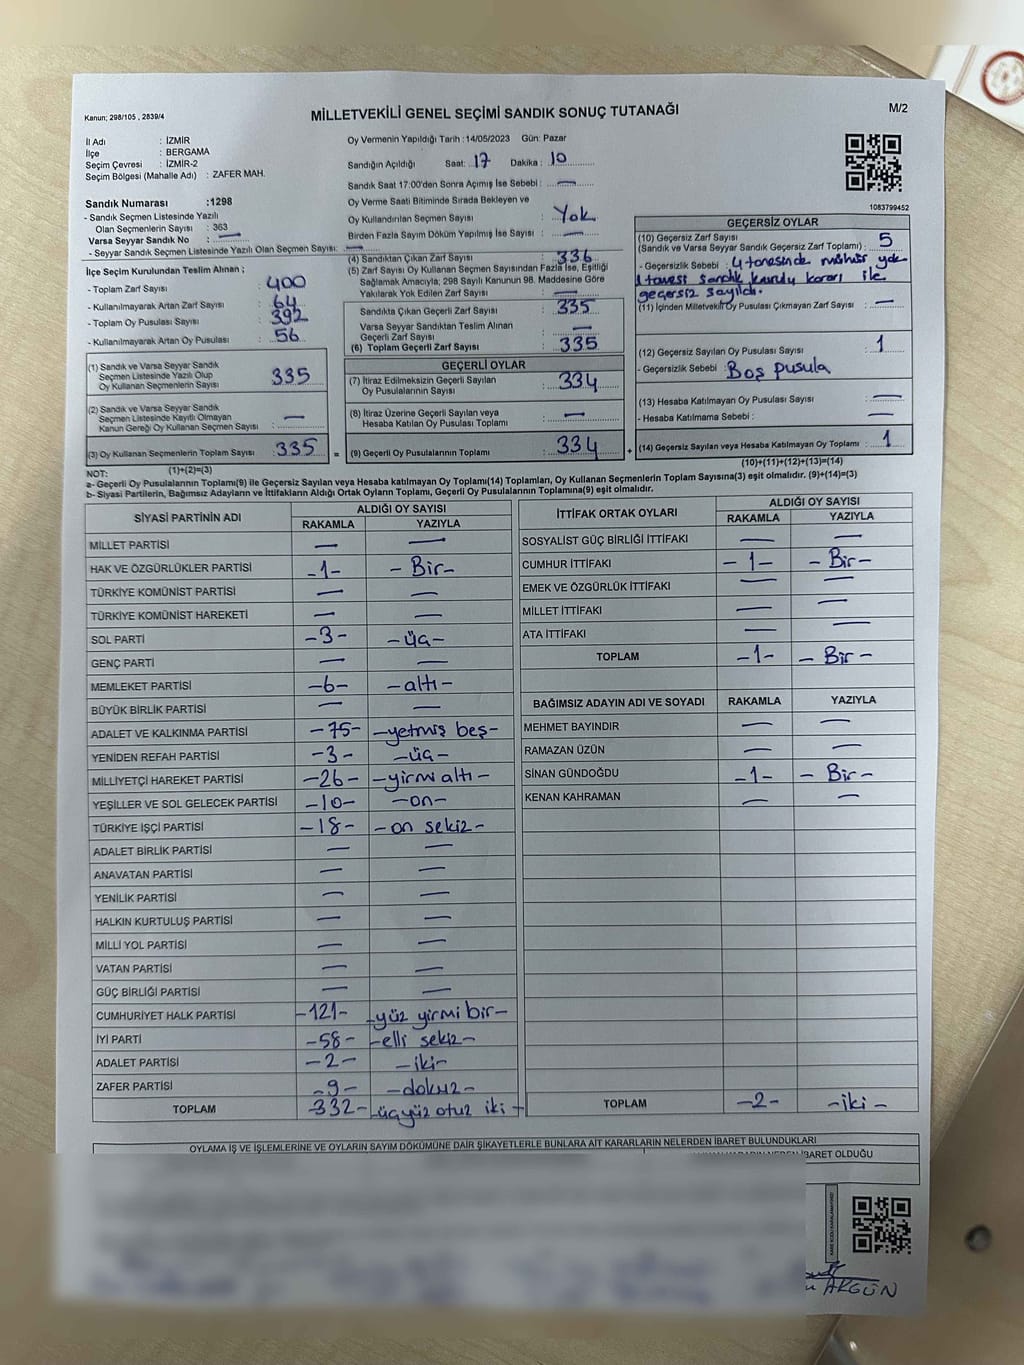 Kanun; 298/105 , 2839/4
MİLLETVEKİLİ GENEL SEÇİMİ SANDIK SONUÇ TUTANAĞI
M/2
İl Adı : İZMİR
İlçe : BERGAMA
Seçim Çevresi : İZMİR-2
Seçim Bölgesi (Mahalle Adı) : ZAFER MAH.
Oy Vermenin Yapıldığı Tarih : 14/05/2023 Gün: Pazar
Sandığın Açıldığı Saat: 17 Dakika : 10
Sandık Saat 17:00'den Sonra Açımış İse Sebebi : —
Oy Verme Saati Bitiminde Sırada Bekleyen ve
Oy Kullandırılan Seçmen Sayısı : Yok
Birden Fazla Sayım Döküm Yapılmış İse Sayısı : —
Sandık Numarası :1298
- Sandık Seçmen Listesinde Yazılı
Olan Seçmenlerin Sayısı : 363
Varsa Seyyar Sandık No : —
- Seyyar Sandık Seçmen Listesinde Yazılı Olan Seçmen Sayısı: —
İlçe Seçim Kurulundan Teslim Alınan ;
- Toplam Zarf Sayısı : 400
- Kullanılmayarak Artan Zarf Sayısı : 64
- Toplam Oy Pusulası Sayısı : 392
- Kullanılmayarak Artan Oy Pusulası : 56
(4) Sandıktan Çıkan Zarf Sayısı : 336
(5) Zarf Sayısı Oy Kullanan Seçmen Sayısından Fazla İse, Eşitliği
Sağlamak Amacıyla; 298 Sayılı Kanunun 98. Maddesine Göre
Yakılarak Yok Edilen Zarf Sayısı : —
Sandıkta Çıkan Geçerli Zarf Sayısı : 335
Varsa Seyyar Sandıktan Teslim Alınan
Geçerli Zarf Sayısı : —
(6) Toplam Geçerli Zarf Sayısı : 335
1083799452
GEÇERSİZ OYLAR
(10) Geçersiz Zarf Sayısı
(Sandık ve Varsa Seyyar Sandık Geçersiz Zarf Toplamı) : 5
- Geçersizlik Sebebi : 4 tanesinde mühür yok
1 tanesi sandık kurulu kararı ile
geçersiz sayıldı.
(11) İçinden Milletvekili Oy Pusulası Çıkmayan Zarf Sayısı : —
(12) Geçersiz Sayılan Oy Pusulası Sayısı : 1
- Geçersizlik Sebebi : Boş pusula
(13) Hesaba Katılmayan Oy Pusulası Sayısı : —
- Hesaba Katılmama Sebebi : —
(14) Geçersiz Sayılan veya Hesaba Katılmayan Oy Toplamı : 1
(10)+(11)+(12)+(13)=(14)
(1) Sandık ve Varsa Seyyar Sandık
Seçmen Listesinde Yazılı Olup
Oy Kullanan Seçmenlerin Sayısı : 335
(2) Sandık ve Varsa Seyyar Sandık
Seçmen Listesinde Kayıtlı Olmayan
Kanun Gereği Oy Kullanan Seçmen Sayısı : —
(3) Oy Kullanan Seçmenlerin Toplam Sayısı : 335 =
GEÇERLİ OYLAR
(7) İtiraz Edilmeksizin Geçerli Sayılan
Oy Pusulalarının Sayısı : 334
(8) İtiraz Üzerine Geçerli Sayılan veya
Hesaba Katılan Oy Pusulası Toplamı : —
(9) Geçerli Oy Pusulalarının Toplamı : 334 +
NOT: (1)+(2)=(3)
a- Geçerli Oy Pusulalarının Toplamı(9) ile Geçersiz Sayılan veya Hesaba katılmayan Oy Toplamı(14) Toplamları, Oy Kullanan Seçmenlerin Toplam Sayısına(3) eşit olmalıdır. (9)+(14)=(3)
b- Siyasi Partilerin, Bağımsız Adayların ve İttifakların Aldığı Ortak Oyların Toplamı, Geçerli Oy Pusulalarının Toplamına(9) eşit olmalıdır.
SİYASİ PARTİNİN ADI ALDIĞI OY SAYISI
RAKAMLA YAZIYLA
MİLLET PARTİSİ — —
HAK VE ÖZGÜRLÜKLER PARTİSİ -1- - Bir-
TÜRKİYE KOMÜNİST PARTİSİ — —
TÜRKİYE KOMÜNİST HAREKETİ — —
SOL PARTİ -3- -üç-
GENÇ PARTİ — —
MEMLEKET PARTİSİ -6- -altı-
BÜYÜK BİRLİK PARTİSİ — —
ADALET VE KALKINMA PARTİSİ -75- -yetmiş beş-
YENİDEN REFAH PARTİSİ -3- -üç-
MİLLİYETÇİ HAREKET PARTİSİ -26- -yirmi altı-
YEŞİLLER VE SOL GELECEK PARTİSİ -10- -on-
TÜRKİYE İŞÇİ PARTİSİ -18- -on sekiz-
ADALET BİRLİK PARTİSİ — —
ANAVATAN PARTİSİ — —
YENİLİK PARTİSİ — —
HALKIN KURTULUŞ PARTİSİ — —
MİLLİ YOL PARTİSİ — —
VATAN PARTİSİ — —
GÜÇ BİRLİĞİ PARTİSİ — —
CUMHURİYET HALK PARTİSİ -121- -yüz yirmi bir-
İYİ PARTİ -58- -elli sekiz-
ADALET PARTİSİ -2- -iki-
ZAFER PARTİSİ -9- -dokuz-
TOPLAM -332- -üçyüz otuz iki-
İTTİFAK ORTAK OYLARI ALDIĞI OY SAYISI
RAKAMLA YAZIYLA
SOSYALİST GÜÇ BİRLİĞİ İTTİFAKI — —
CUMHUR İTTİFAKI -1- - Bir-
EMEK VE ÖZGÜRLÜK İTTİFAKI — —
MİLLET İTTİFAKI — —
ATA İTTİFAKI — —
TOPLAM -1- - Bir -
BAĞIMSIZ ADAYIN ADI VE SOYADI RAKAMLA YAZIYLA
MEHMET BAYINDIR — —
RAMAZAN ÜZÜN — —
SİNAN GÜNDOĞDU -1- - Bir -
KENAN KAHRAMAN — —
TOPLAM -2- -iki-
OYLAMA İŞ VE İŞLEMLERİNE VE OYLARIN SAYIM DÖKÜMÜNE DAİR ŞİKAYETLERLE BUNLARA AİT KARARLARIN NELERDEN İBARET BULUNDUKLARI
İBARET OLDUĞU
AKGÜN